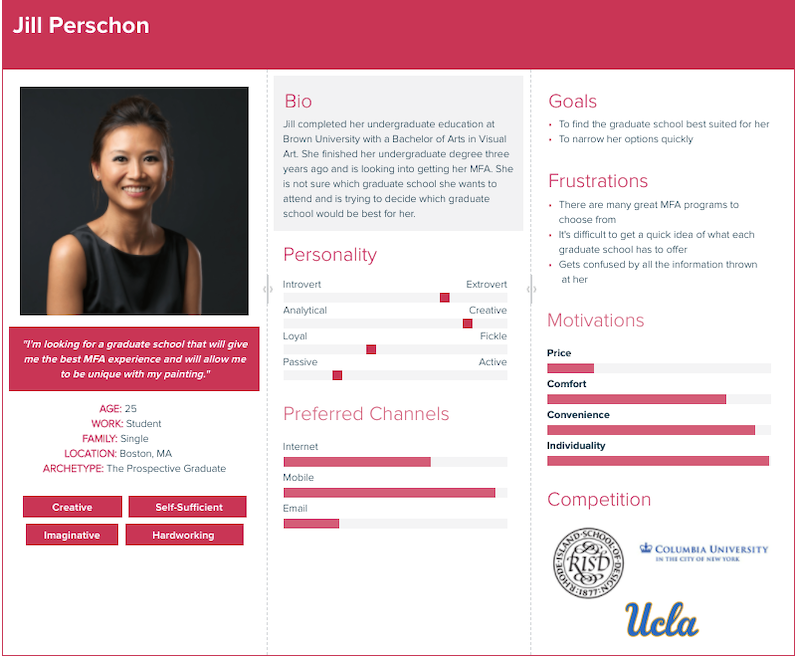 Jill Perschon
"I'm looking for a graduate school that will give
me the best MFA experience and will allow me
to be unique with my painting."
AGE: 25
WORK: Student
FAMILY: Single
LOCATION: Boston, MA
ARCHETYPE: The Prospective Graduate
Creative
Self-Sufficient
Imaginative
Hardworking
Bio
Jill completed her undergraduate education at
Brown University with a Bachelor of Arts in Visual
Art. She finished her undergraduate degree three
years ago and is looking into getting her MFA. She
is not sure which graduate school she wants to
attend and is trying to decide which graduate
school would be best for her.
Personality
Introvert Extrovert
Analytical Creative
Loyal Fickle
Passive Active
Preferred Channels
Internet
Mobile
Email
Goals
• To find the graduate school best suited for her
• To narrow her options quickly
Frustrations
• There are many great MFA programs to
choose from
• It's difficult to get a quick idea of what each
graduate school has to offer
• Gets confused by all the information thrown
at her
Motivations
Price
Comfort
Convenience
Individuality
Competition
RHODE·ISLAND·SCHOOL·OF·DESIGN
RISD
·1877·
COLUMBIA UNIVERSITY
IN THE CITY OF NEW YORK
Ucla